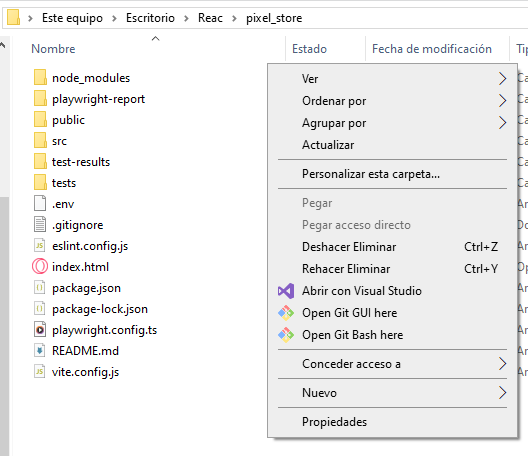 Este equipo > Escritorio > Reac > pixel_store
Nombre Estado Fecha de modificación
node_modules
playwright-report
public
src
test-results
tests
.env
.gitignore
eslint.config.js
index.html
package.json
package-lock.json
playwright.config.ts
README.md
vite.config.js
Ver
Ordenar por
Agrupar por
Actualizar
Personalizar esta carpeta...
Pegar
Pegar acceso directo
Deshacer Eliminar Ctrl+Z
Rehacer Eliminar Ctrl+Y
Abrir con Visual Studio
Open Git GUI here
Open Git Bash here
Conceder acceso a
Nuevo
Propiedades